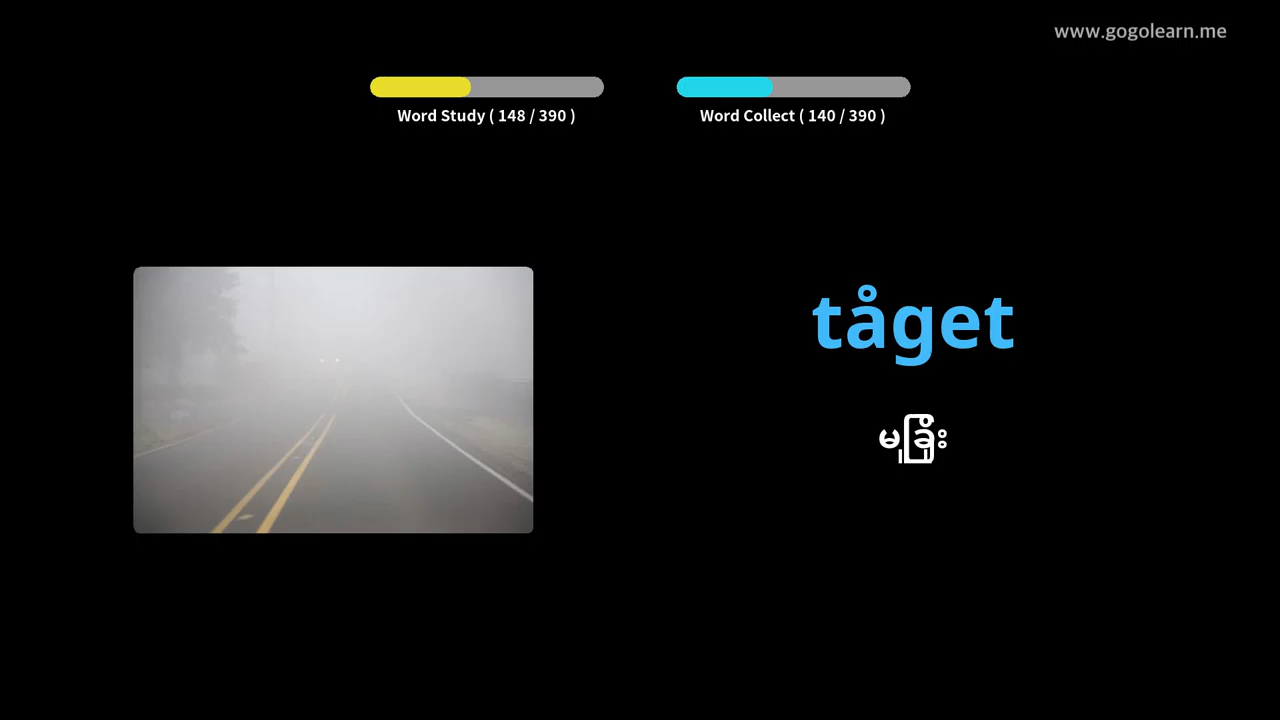 www.gogolearn.me
Word Study ( 148 / 390 )
Word Collect ( 140 / 390 )
tåget
မုခြိုး